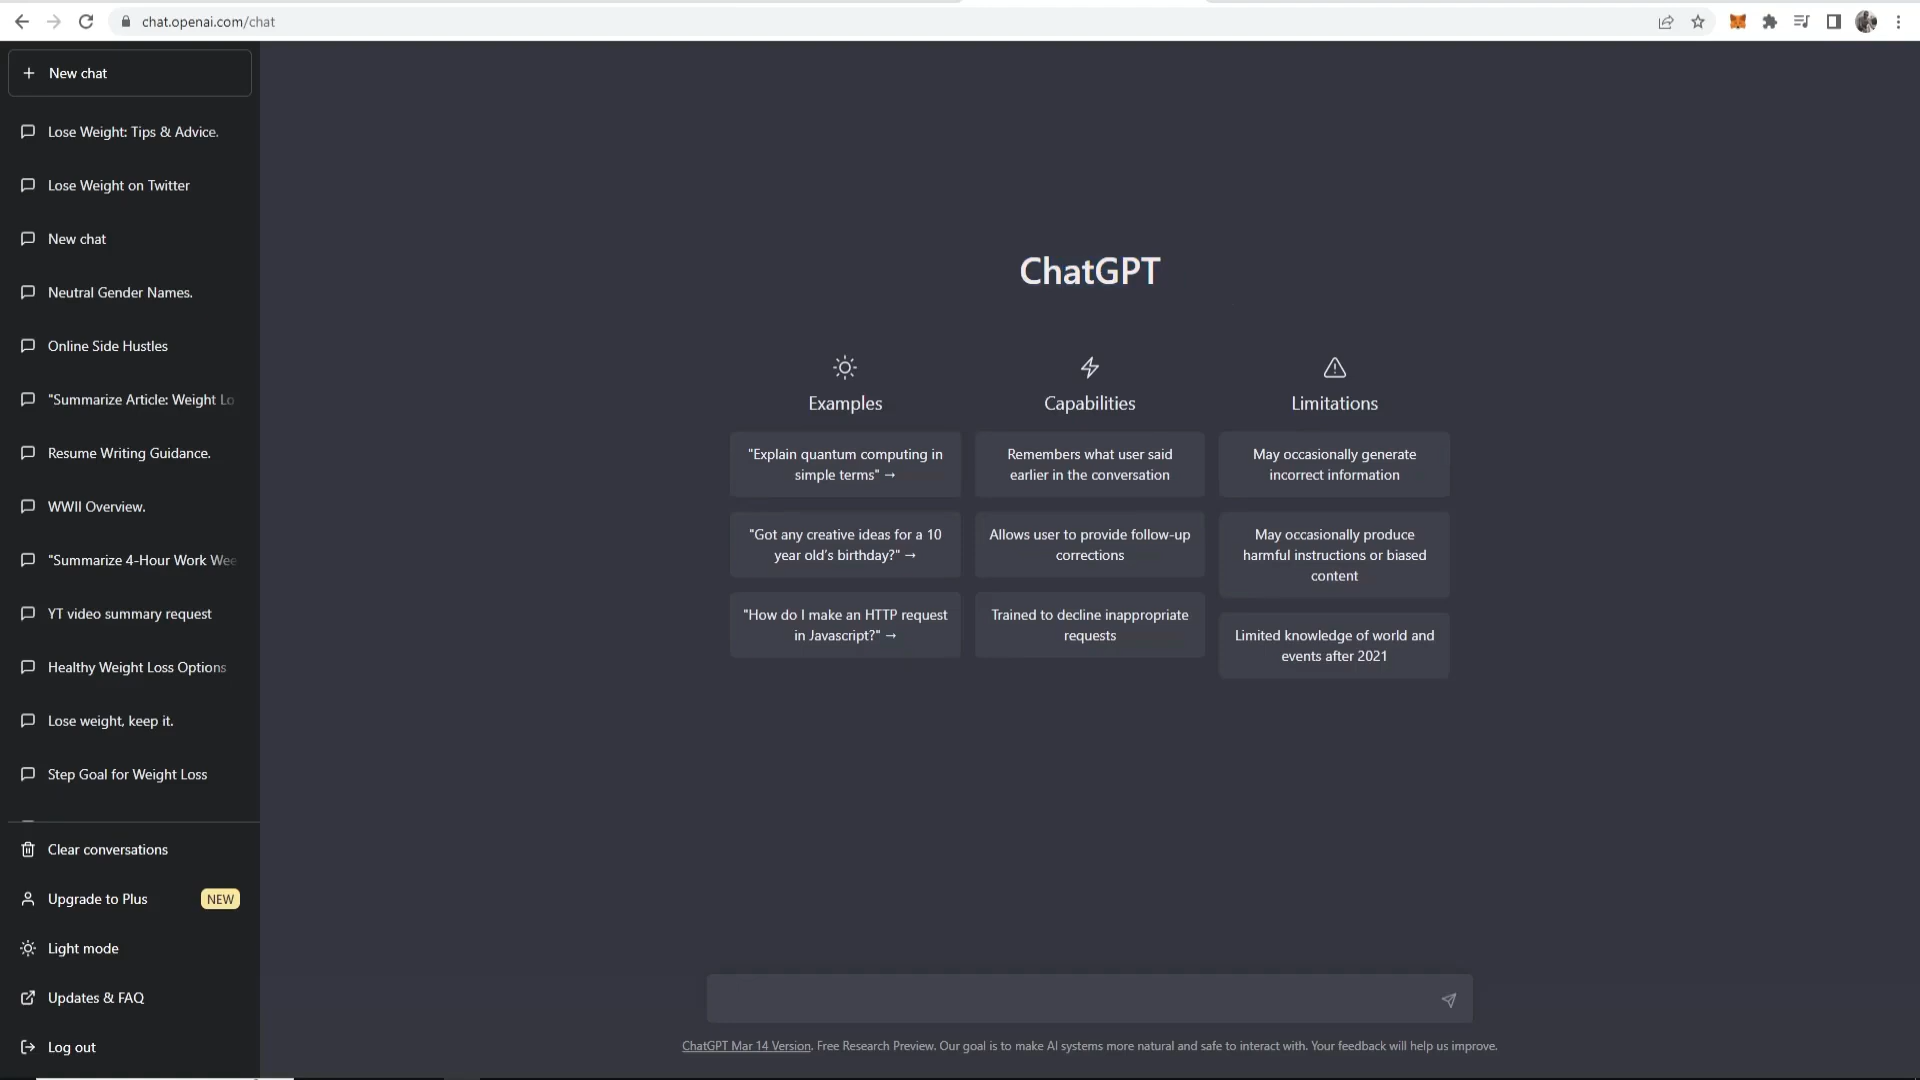 chat.openai.com/chat
New chat
Lose Weight: Tips & Advice.
Lose Weight on Twitter
New chat
Neutral Gender Names.
Online Side Hustles
"Summarize Article: Weight Lo
Resume Writing Guidance.
WWII Overview.
"Summarize 4-Hour Work Wee
YT video summary request
Healthy Weight Loss Options
Lose weight, keep it.
Step Goal for Weight Loss
Clear conversations
Upgrade to Plus NEW
Light mode
Updates & FAQ
Log out
ChatGPT
Examples
"Explain quantum computing in
simple terms" →
"Got any creative ideas for a 10
year old's birthday?" →
"How do I make an HTTP request
in Javascript?" →
Capabilities
Remembers what user said
earlier in the conversation
Allows user to provide follow-up
corrections
Trained to decline inappropriate
requests
Limitations
May occasionally generate
incorrect information
May occasionally produce
harmful instructions or biased
content
Limited knowledge of world and
events after 2021
ChatGPT Mar 14 Version. Free Research Preview. Our goal is to make AI systems more natural and safe to interact with. Your feedback will help us improve.